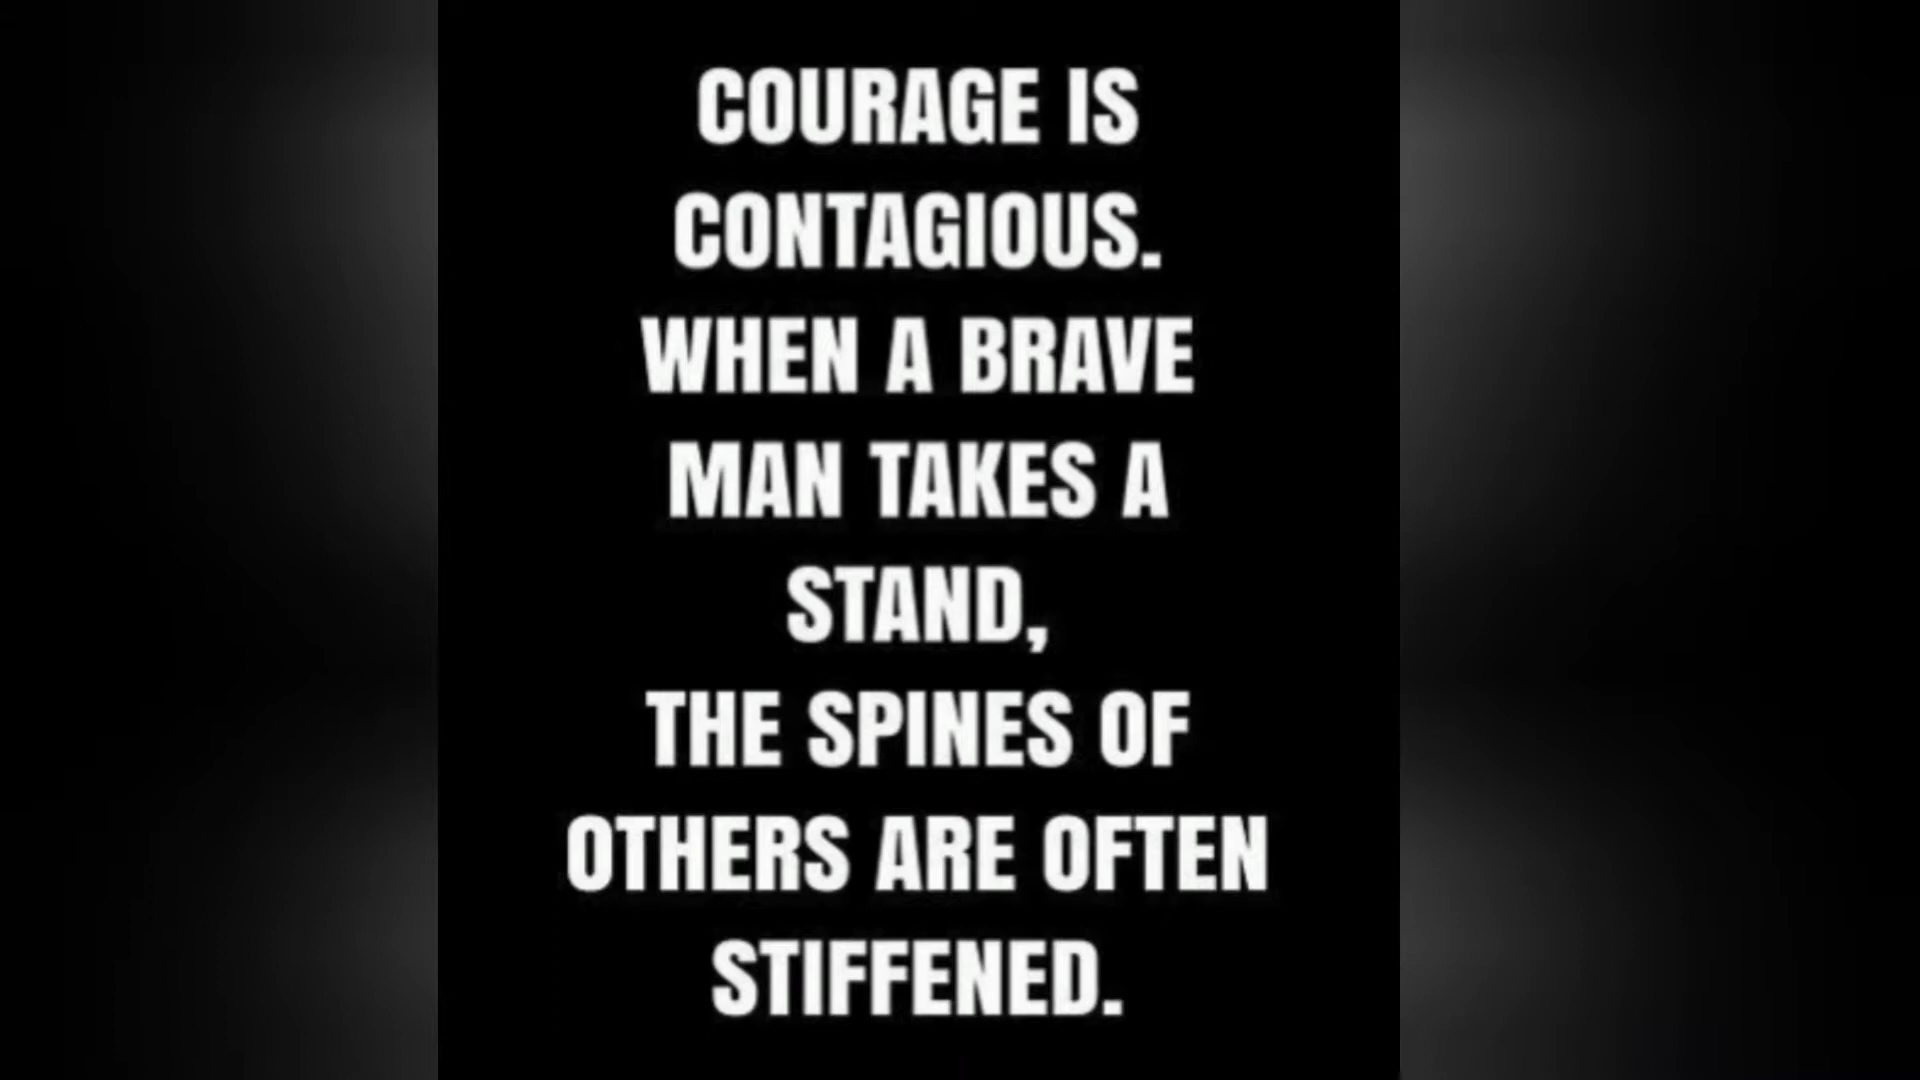 COURAGE IS
CONTAGIOUS.
WHEN A BRAVE
MAN TAKES A
STAND,
THE SPINES OF
OTHERS ARE OFTEN
STIFFENED.